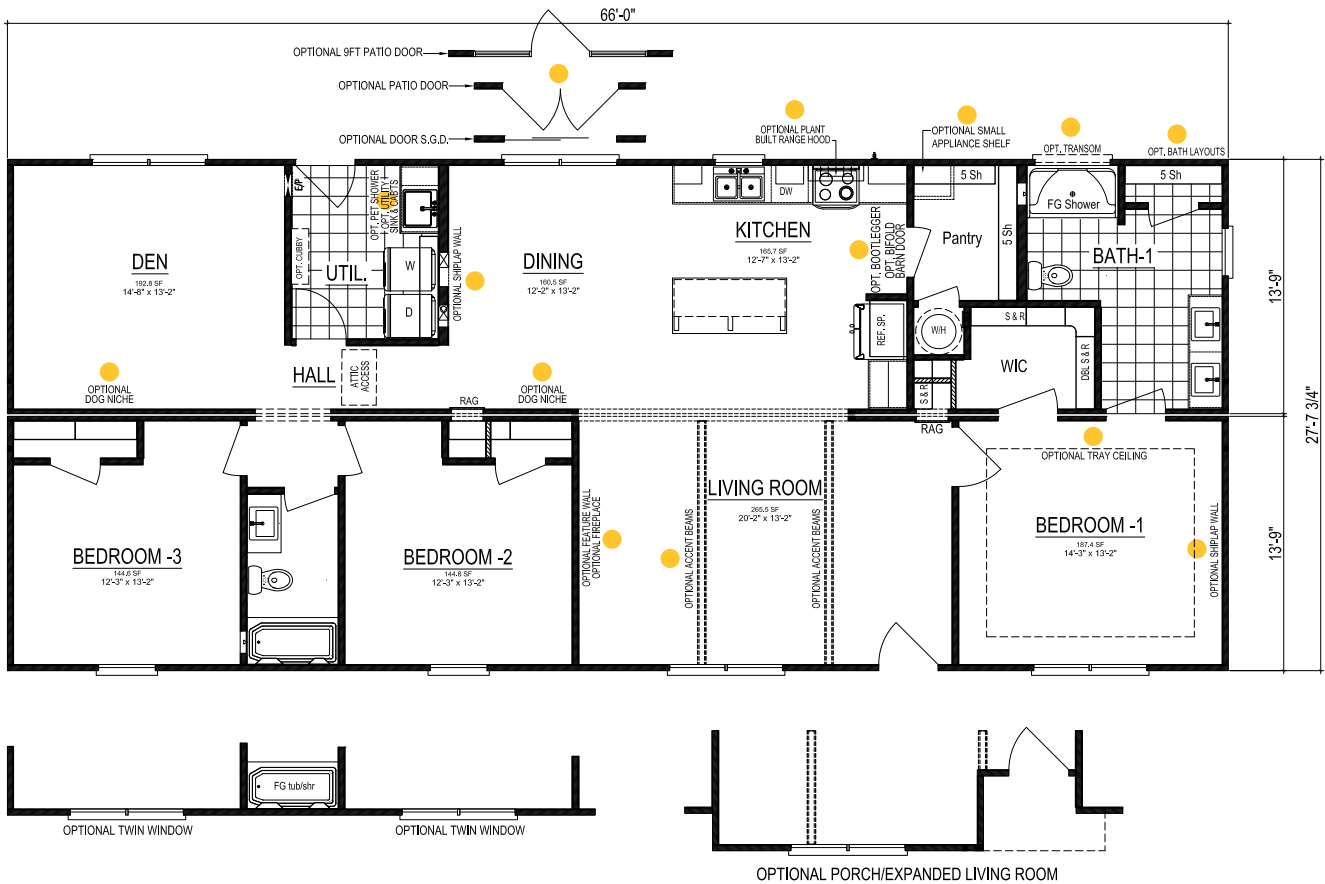 66'-0"
OPTIONAL 9FT PATIO DOOR
OPTIONAL PATIO DOOR
OPTIONAL DOOR S.G.D.
OPTIONAL PLANT
BUILT RANGE HOOD
OPTIONAL SMALL
APPLIANCE SHELF
OPT. TRANSOM
OPT. BATH LAYOUTS
DEN
192.8 SF
14'-8" x 13'-2"
E/P
OPT. CUBBY
UTIL.
OPT. PET SHOWER
OPT. UTILITY
SINK & CAB'TS
W
D
OPTIONAL SHIPLAP WALL
DINING
160.5 SF
12'-2" x 13'-2"
DW
KITCHEN
165.7 SF
12'-7" x 13'-2"
OPT. BOOTLEGGER
OPT. BIFOLD
BARN DOOR
REF. SP.
5 Sh
5 Sh
Pantry
W/H
FG Shower
5 Sh
BATH-1
S & R
DBL S & R
WIC
S & R
13'-9"
27'-7 3/4"
OPTIONAL
DOG NICHE
HALL
ATTIC
ACCESS
OPTIONAL
DOG NICHE
RAG
RAG
BEDROOM -3
144.6 SF
12'-3" x 13'-2"
BEDROOM -2
144.8 SF
12'-3" x 13'-2"
OPTIONAL FEATURE WALL
OPTIONAL FIREPLACE
OPTIONAL ACCENT BEAMS
LIVING ROOM
265.5 SF
20'-2" x 13'-2"
OPTIONAL ACCENT BEAMS
OPTIONAL TRAY CEILING
BEDROOM -1
187.4 SF
14'-3" x 13'-2"
OPTIONAL SHIPLAP WALL
13'-9"
FG tub/shr
OPTIONAL TWIN WINDOW
OPTIONAL TWIN WINDOW
OPTIONAL PORCH/EXPANDED LIVING ROOM